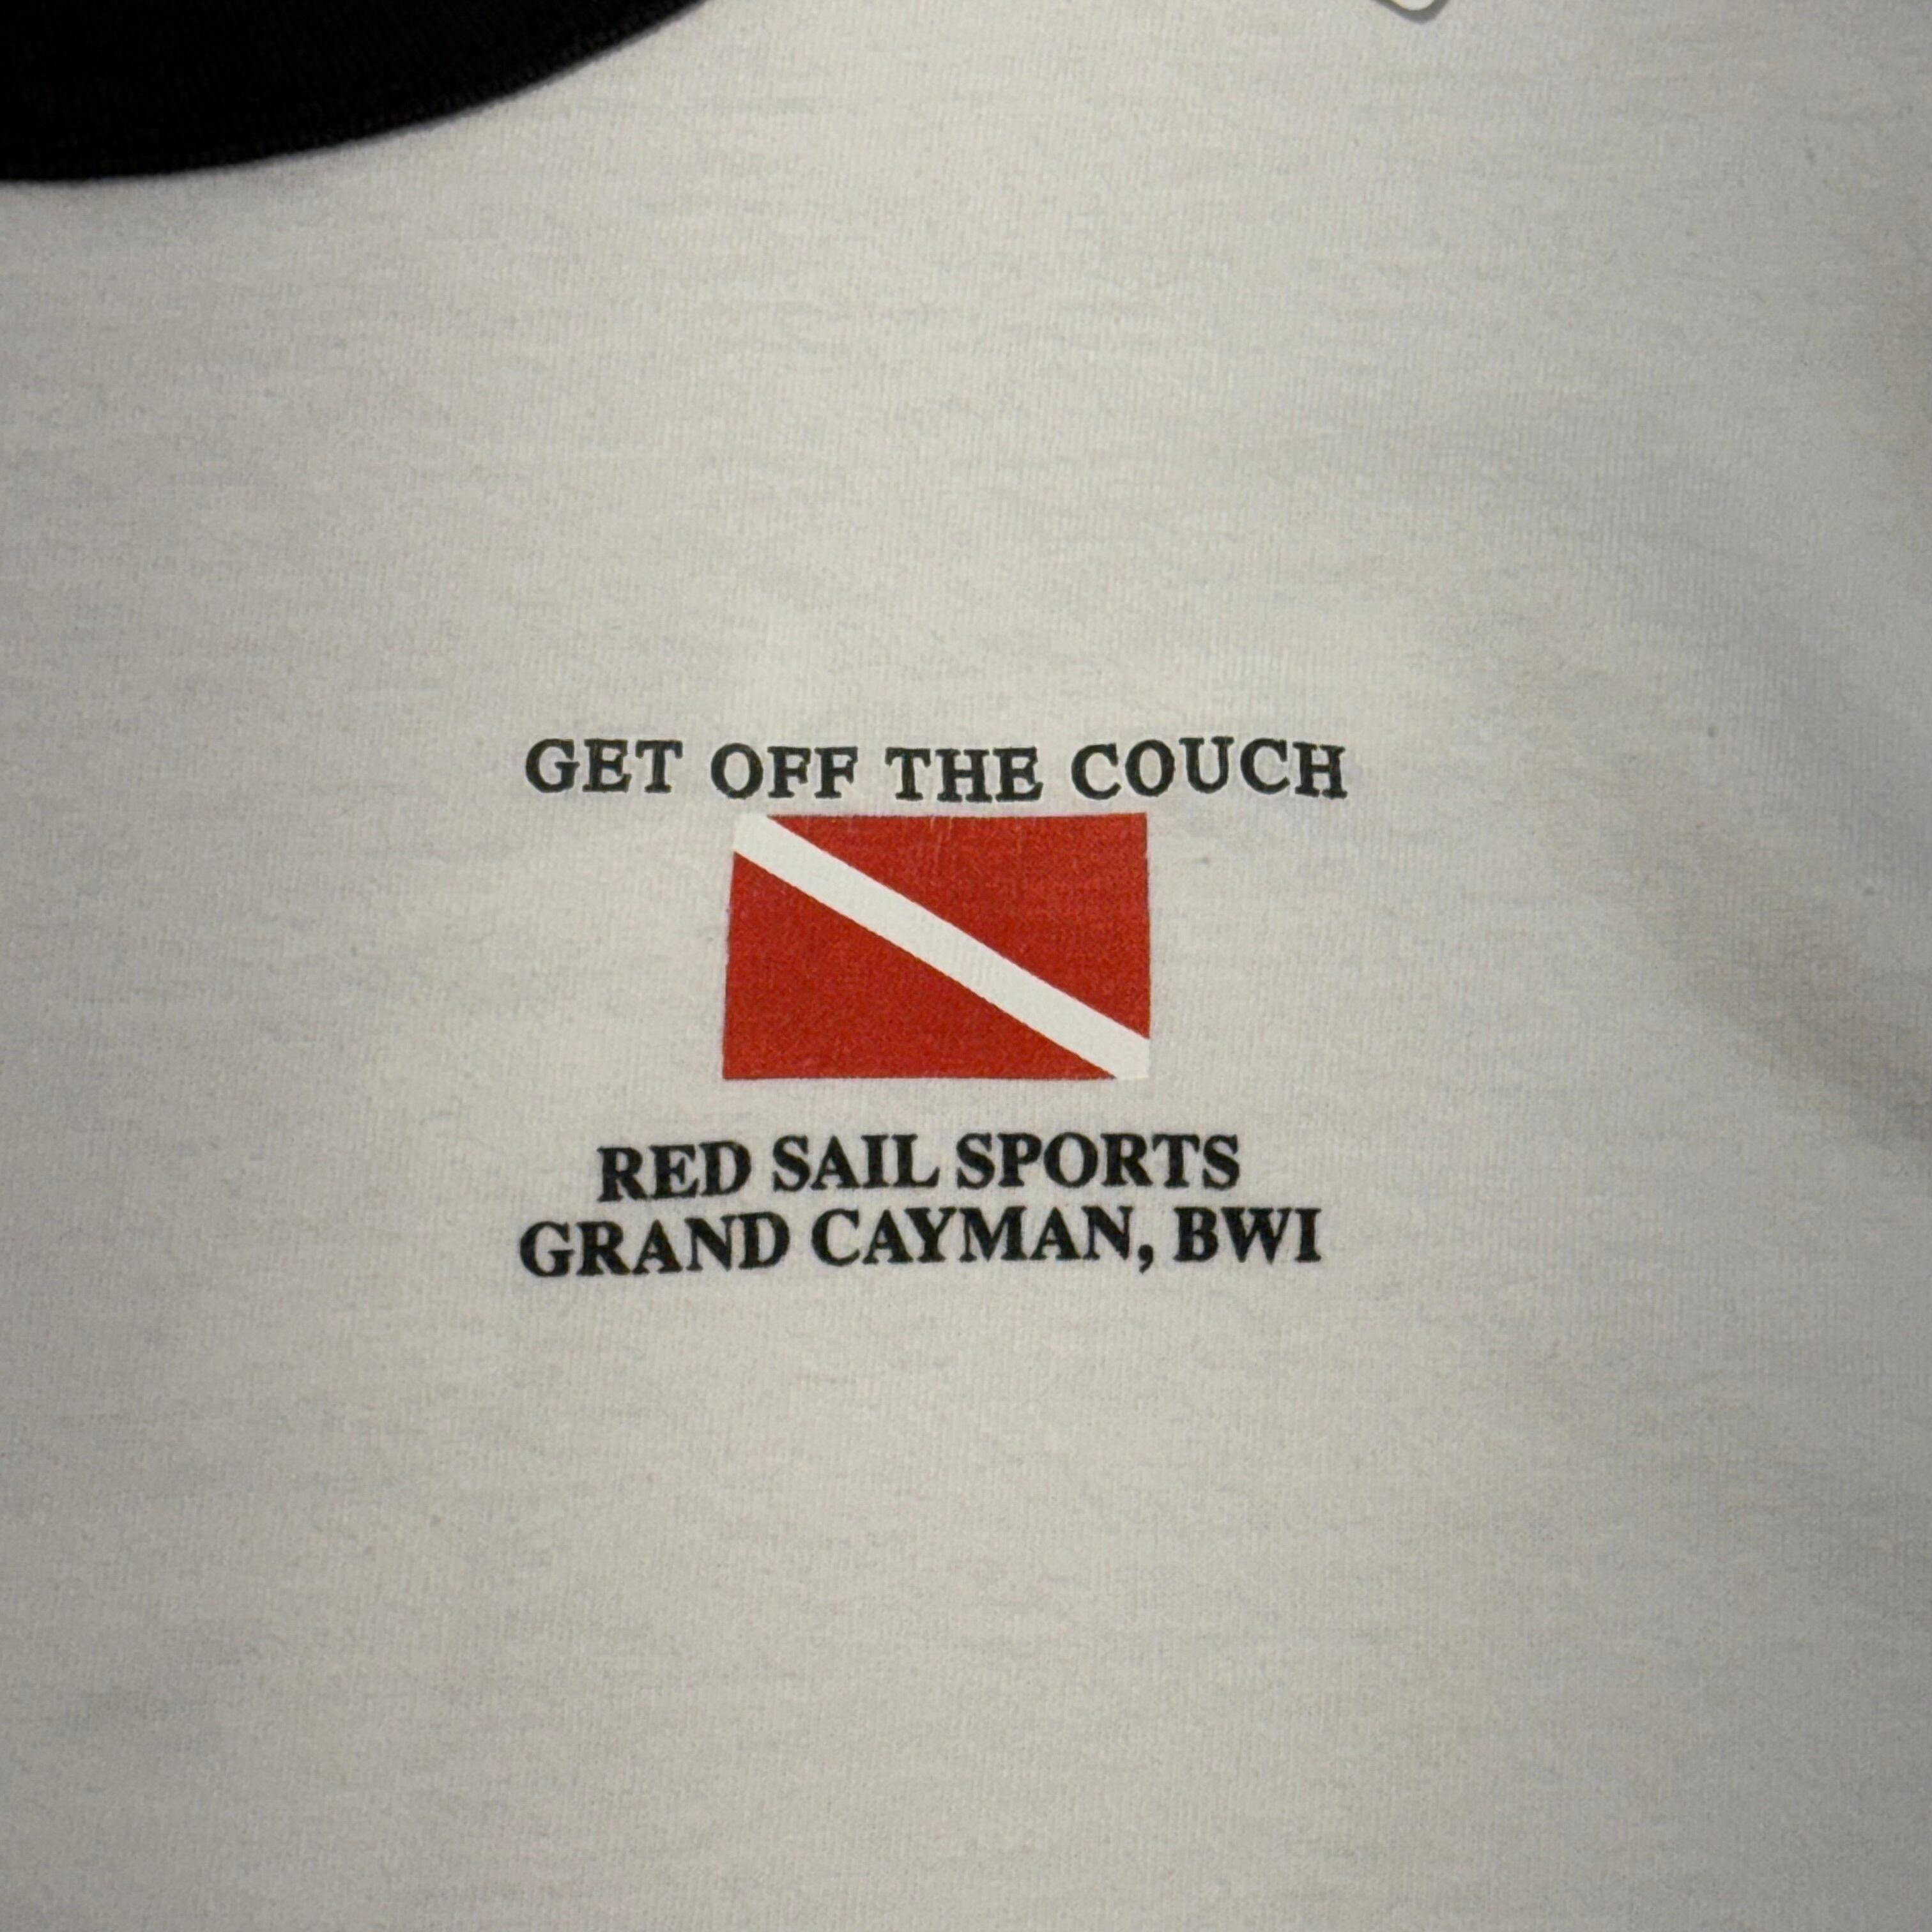 GET OFF THE COUCH
RED SAIL SPORTS
GRAND CAYMAN, BWI